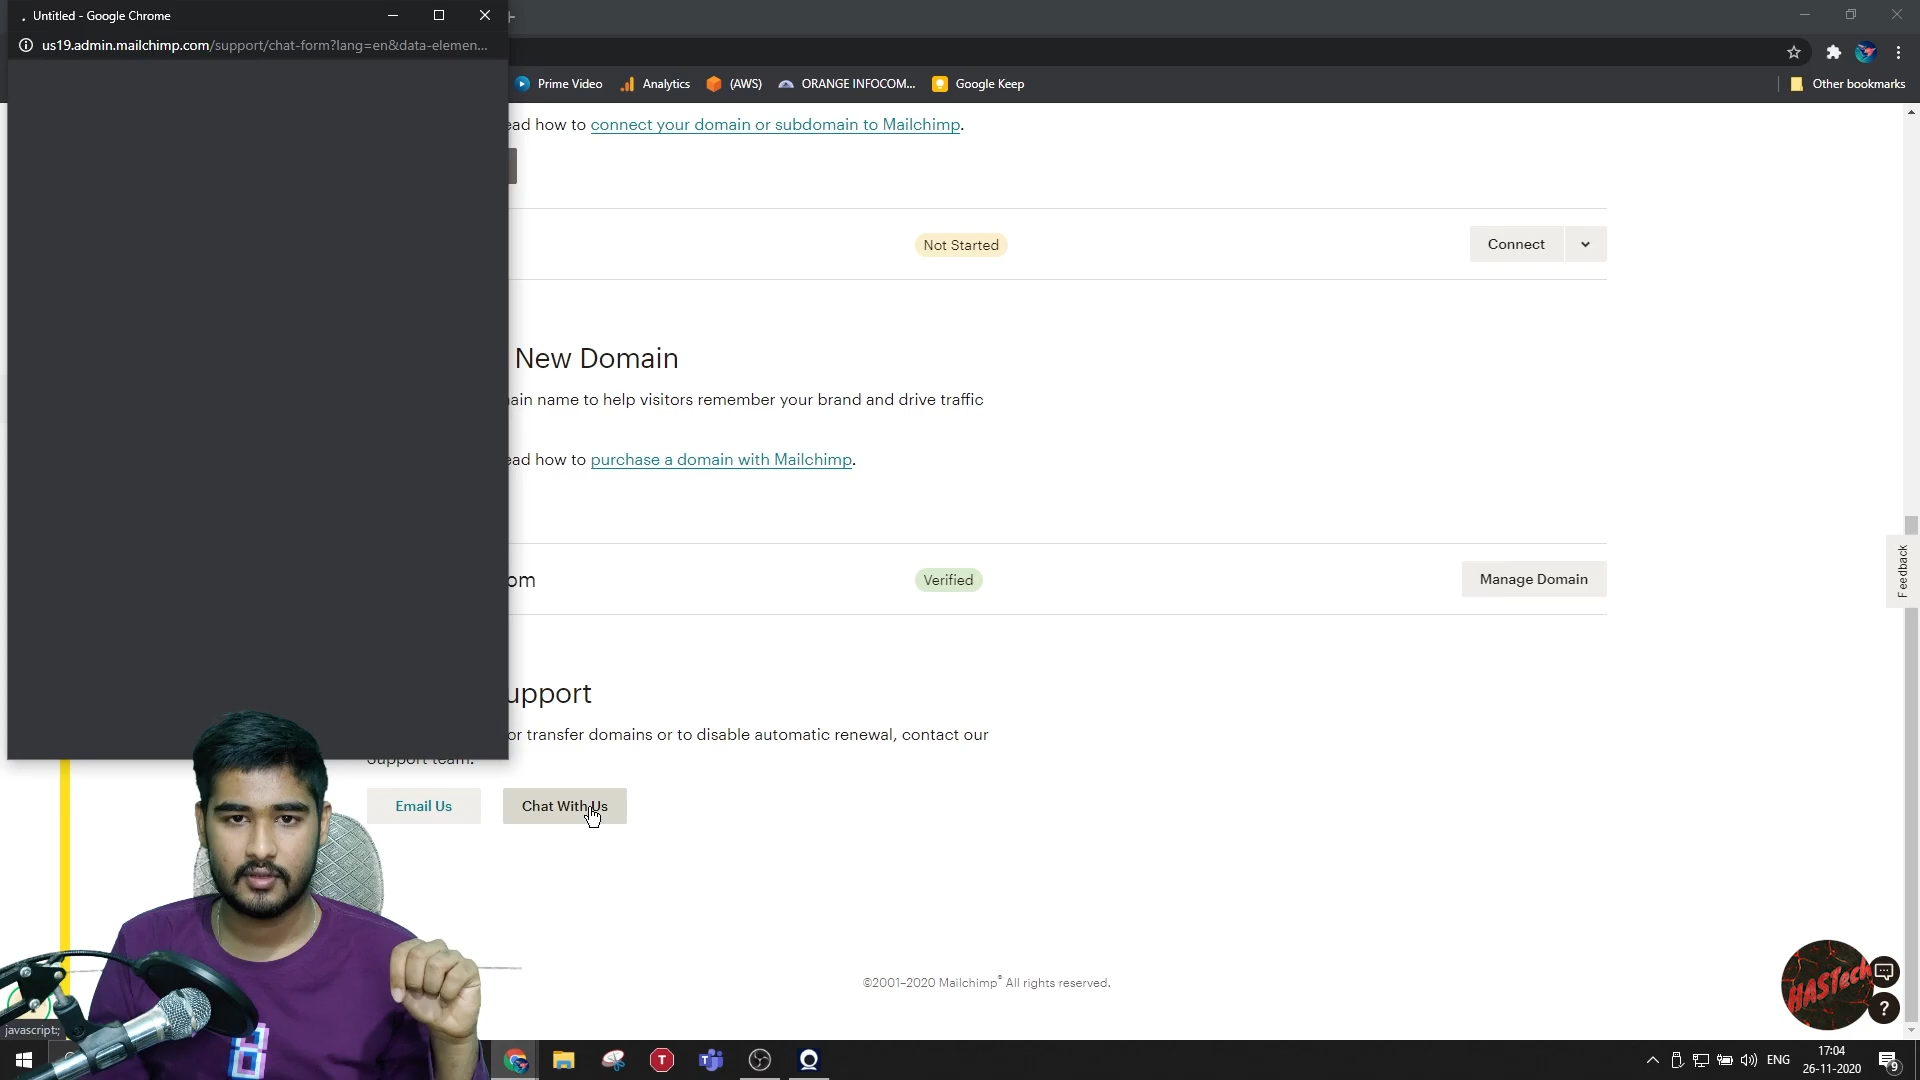 Untitled - Google Chrome
us19.admin.mailchimp.com/support/chat-form?lang=en&data-elemen...
Prime Video
Analytics
(AWS)
ORANGE INFOCOM...
Google Keep
Other bookmarks
ead how to connect your domain or subdomain to Mailchimp.
Not Started
Connect
New Domain
ain name to help visitors remember your brand and drive traffic
ead how to purchase a domain with Mailchimp.
Feedback
om
Verified
Manage Domain
upport
or transfer domains or to disable automatic renewal, contact our
support team.
Email Us
Chat With Us
©2001–2020 Mailchimp® All rights reserved.
HASTech
?
javascript:;
T
ENG
17:04
26-11-2020
9